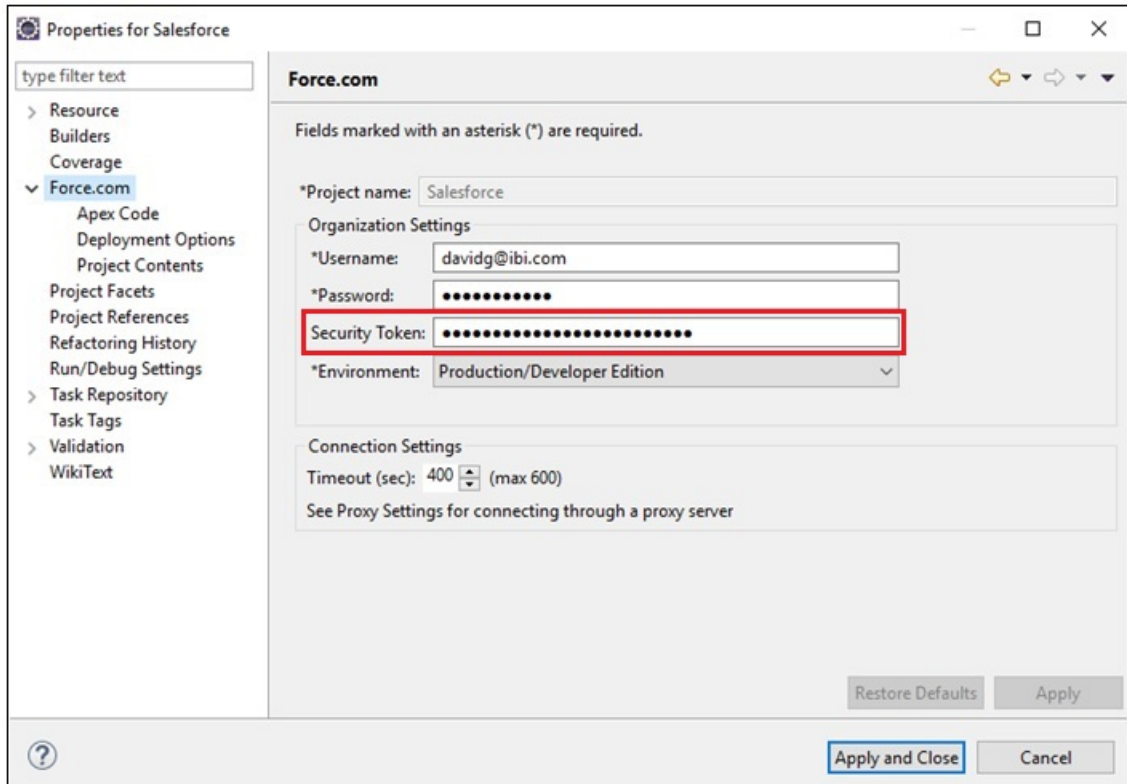 Properties for Salesforce
type filter text
Resource
Builders
Coverage
Force.com
Apex Code
Deployment Options
Project Contents
Project Facets
Project References
Refactoring History
Run/Debug Settings
Task Repository
Task Tags
Validation
WikiText
Force.com
Fields marked with an asterisk (*) are required.
*Project name: Salesforce
Organization Settings
*Username: davidg@ibi.com
*Password: •••••••••••
Security Token: •••••••••••••••••••••••••
*Environment: Production/Developer Edition
Connection Settings
Timeout (sec): 400 (max 600)
See Proxy Settings for connecting through a proxy server
Restore Defaults Apply
? Apply and Close Cancel